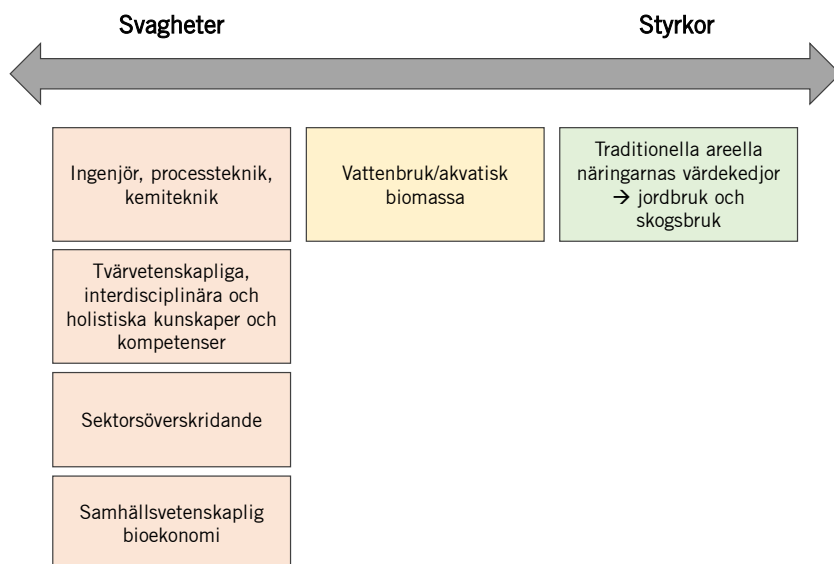 Svagheter
Styrkor
Ingenjör, processteknik,
kemiteknik
Vattenbruk/akvatisk
biomassa
Traditionella areella
näringarnas värdekedjor
→ jordbruk och
skogsbruk
Tvärvetenskapliga,
interdisciplinära och
holistiska kunskaper och
kompetenser
Sektorsöverskridande
Samhällsvetenskaplig
bioekonomi